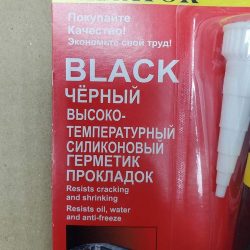 Покупайте
Качество!
Экономьте свой труд!
BLACK
ЧЁРНЫЙ
ВЫСОКО-
ТЕМПЕРАТУРНЫЙ
СИЛИКОНОВЫЙ
ГЕРМЕТИК
ПРОКЛАДОК
Resists cracking
and shrinking
Resists oil, water
and anti-freeze